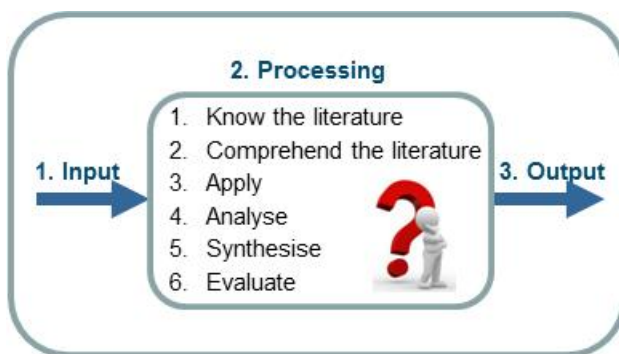 2. Processing
1. Input
1. Know the literature
2. Comprehend the literature
3. Apply
4. Analyse
5. Synthesise
6. Evaluate
3. Output